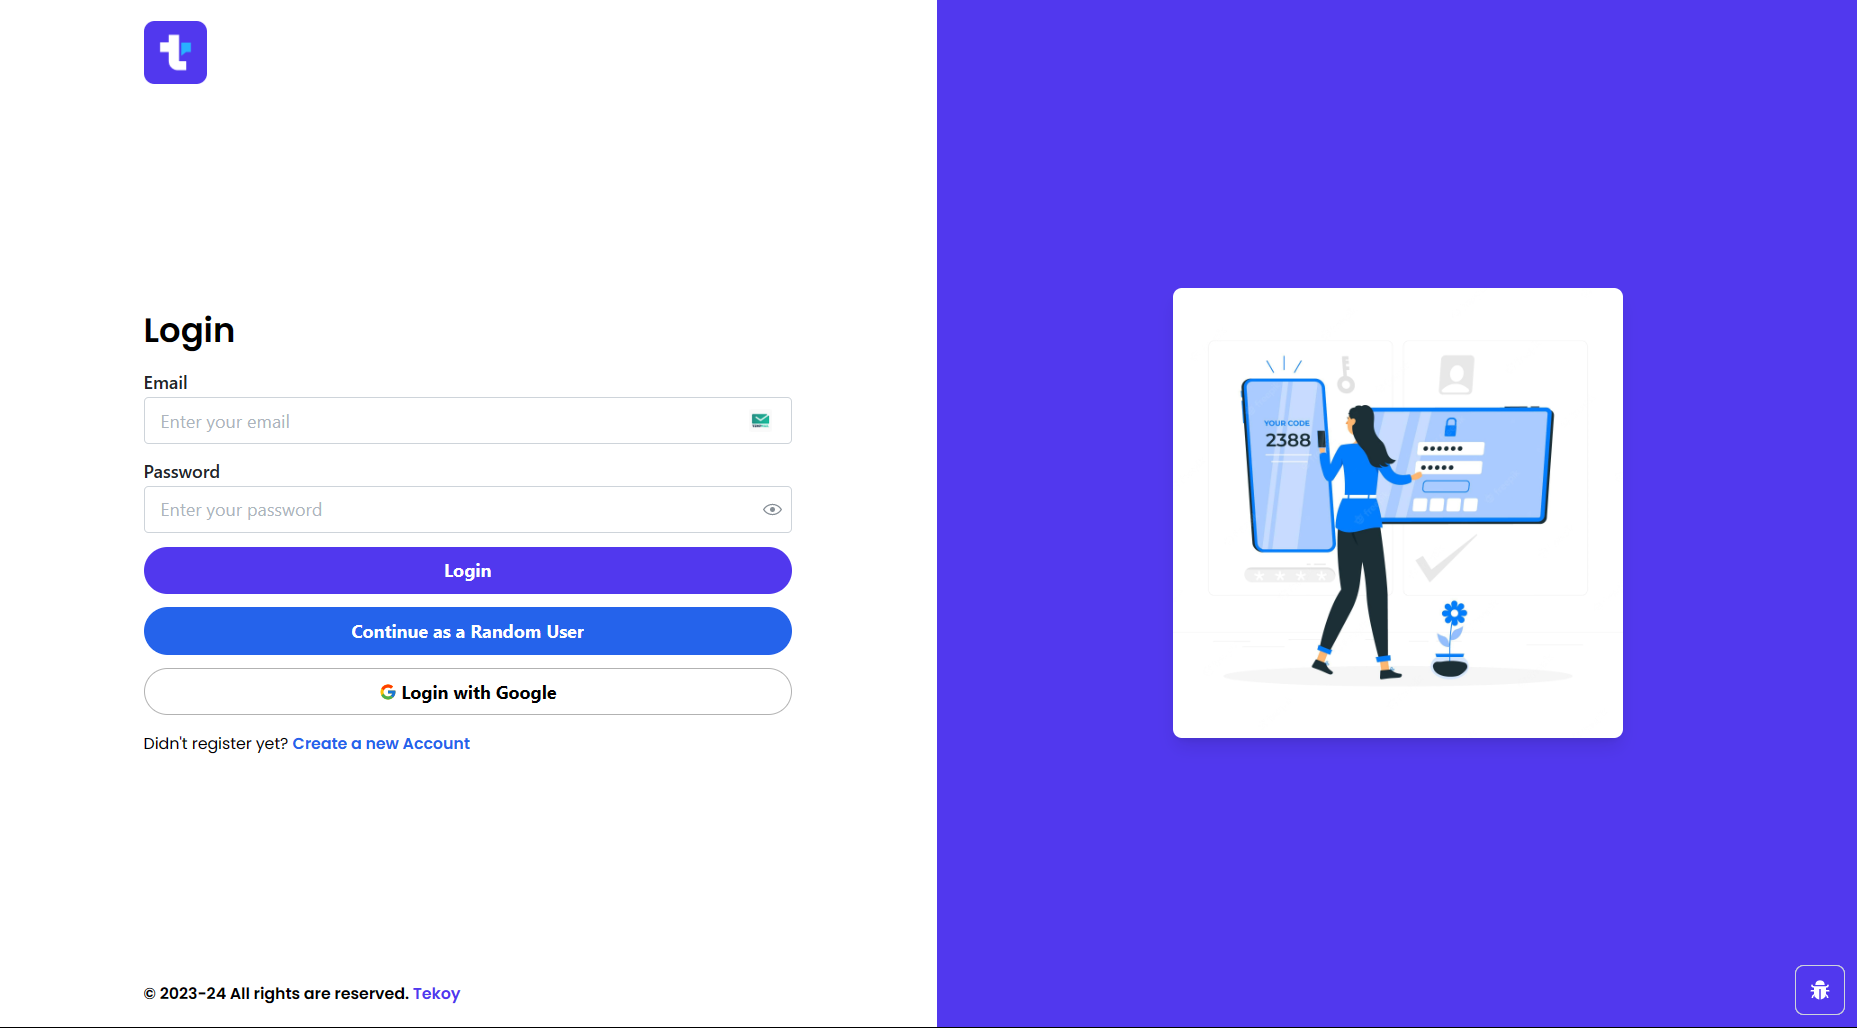 Login
Email
Enter your email
Password
Enter your password
Login
Continue as a Random User
Login with Google
Didn't register yet? Create a new Account
© 2023-24 All rights are reserved. Tekoy
YOUR CODE
2388